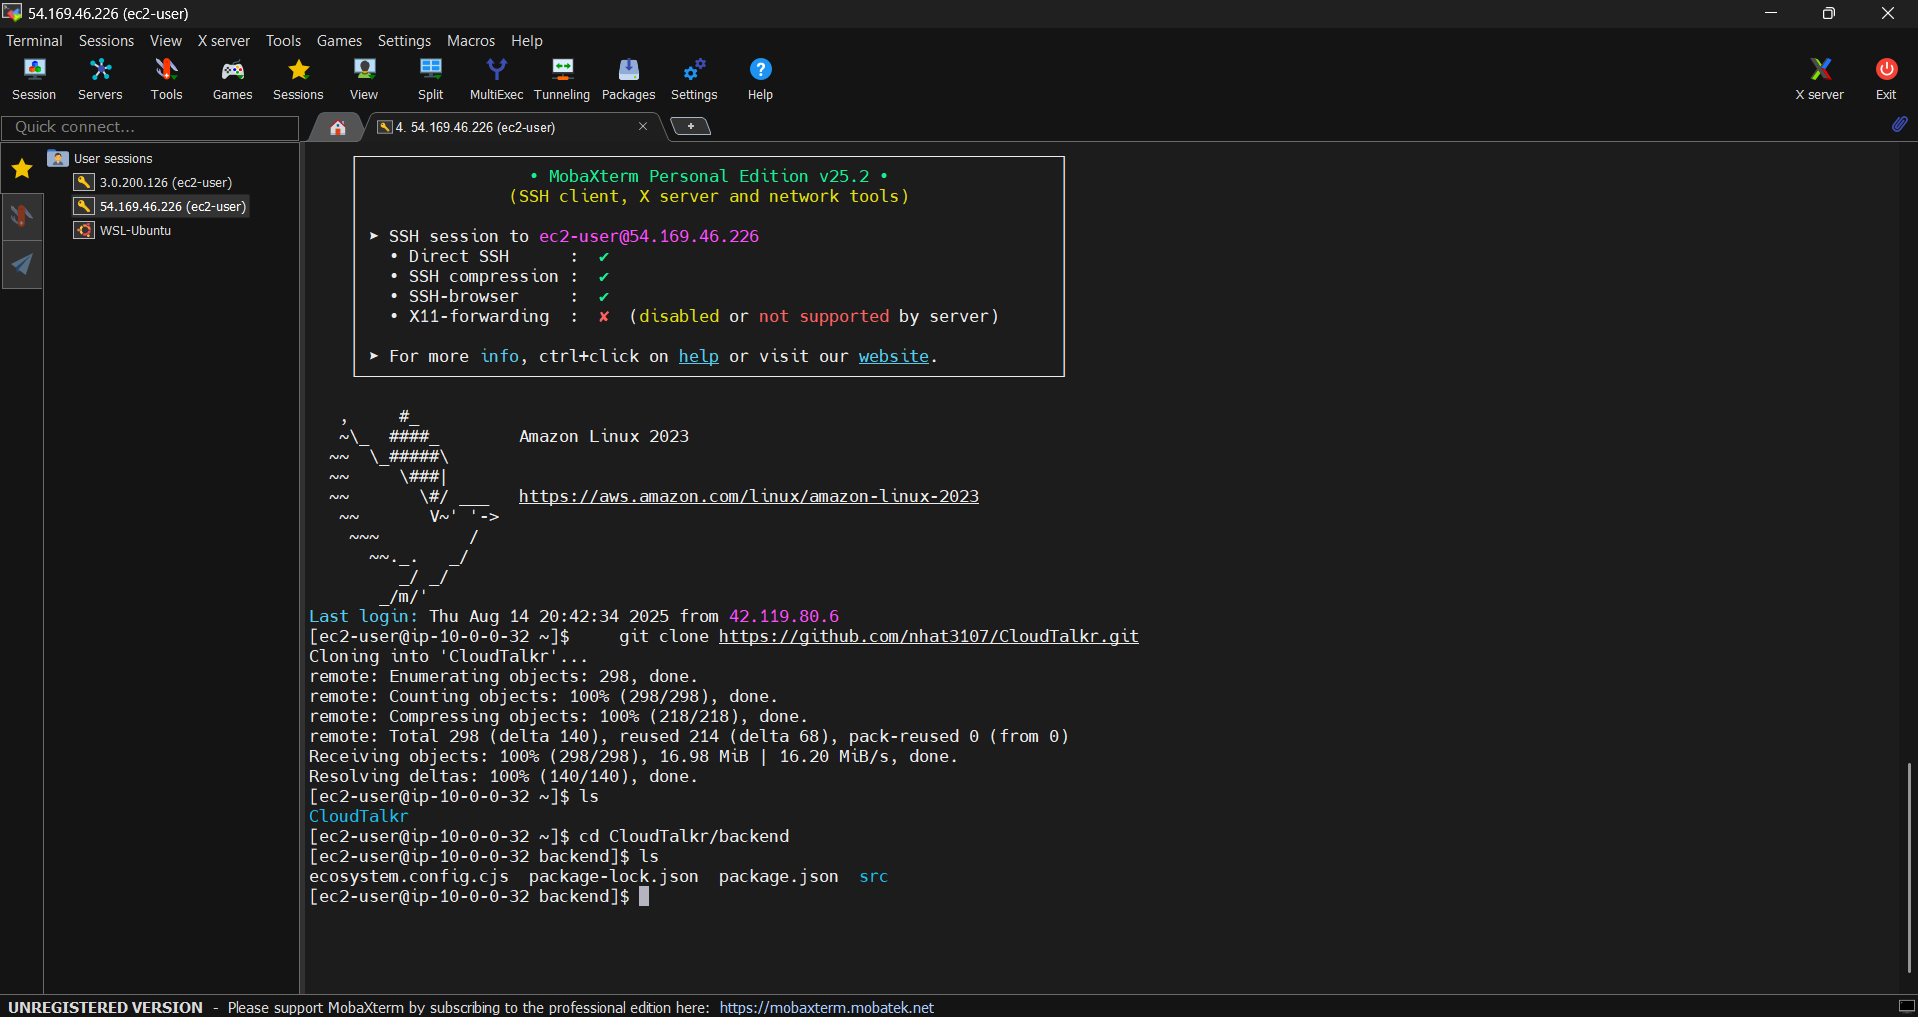 54.169.46.226 (ec2-user)
Terminal Sessions View X server Tools Games Settings Macros Help
Session Servers Tools Games Sessions View Split MultiExec Tunneling Packages Settings Help X server Exit
Quick connect...
4. 54.169.46.226 (ec2-user)
User sessions
3.0.200.126 (ec2-user)
54.169.46.226 (ec2-user)
WSL-Ubuntu
• MobaXterm Personal Edition v25.2 •
(SSH client, X server and network tools)
➤ SSH session to ec2-user@54.169.46.226
• Direct SSH      :  ✔
• SSH compression :  ✔
• SSH-browser     :  ✔
• X11-forwarding  :  ✘  (disabled or not supported by server)
➤ For more info, ctrl+click on help or visit our website.
   ,     #_
   ~\_  ####_        Amazon Linux 2023
  ~~  \_#####\
  ~~     \###|
  ~~       \#/ ___   https://aws.amazon.com/linux/amazon-linux-2023
   ~~       V~' '->
    ~~~         /
      ~~._.   _/
         _/ _/
       _/m/'
Last login: Thu Aug 14 20:42:34 2025 from 42.119.80.6
[ec2-user@ip-10-0-0-32 ~]$     git clone https://github.com/nhat3107/CloudTalkr.git
Cloning into 'CloudTalkr'...
remote: Enumerating objects: 298, done.
remote: Counting objects: 100% (298/298), done.
remote: Compressing objects: 100% (218/218), done.
remote: Total 298 (delta 140), reused 214 (delta 68), pack-reused 0 (from 0)
Receiving objects: 100% (298/298), 16.98 MiB | 16.20 MiB/s, done.
Resolving deltas: 100% (140/140), done.
[ec2-user@ip-10-0-0-32 ~]$ ls
CloudTalkr
[ec2-user@ip-10-0-0-32 ~]$ cd CloudTalkr/backend
[ec2-user@ip-10-0-0-32 backend]$ ls
ecosystem.config.cjs  package-lock.json  package.json  src
[ec2-user@ip-10-0-0-32 backend]$
UNREGISTERED VERSION - Please support MobaXterm by subscribing to the professional edition here: https://mobaxterm.mobatek.net